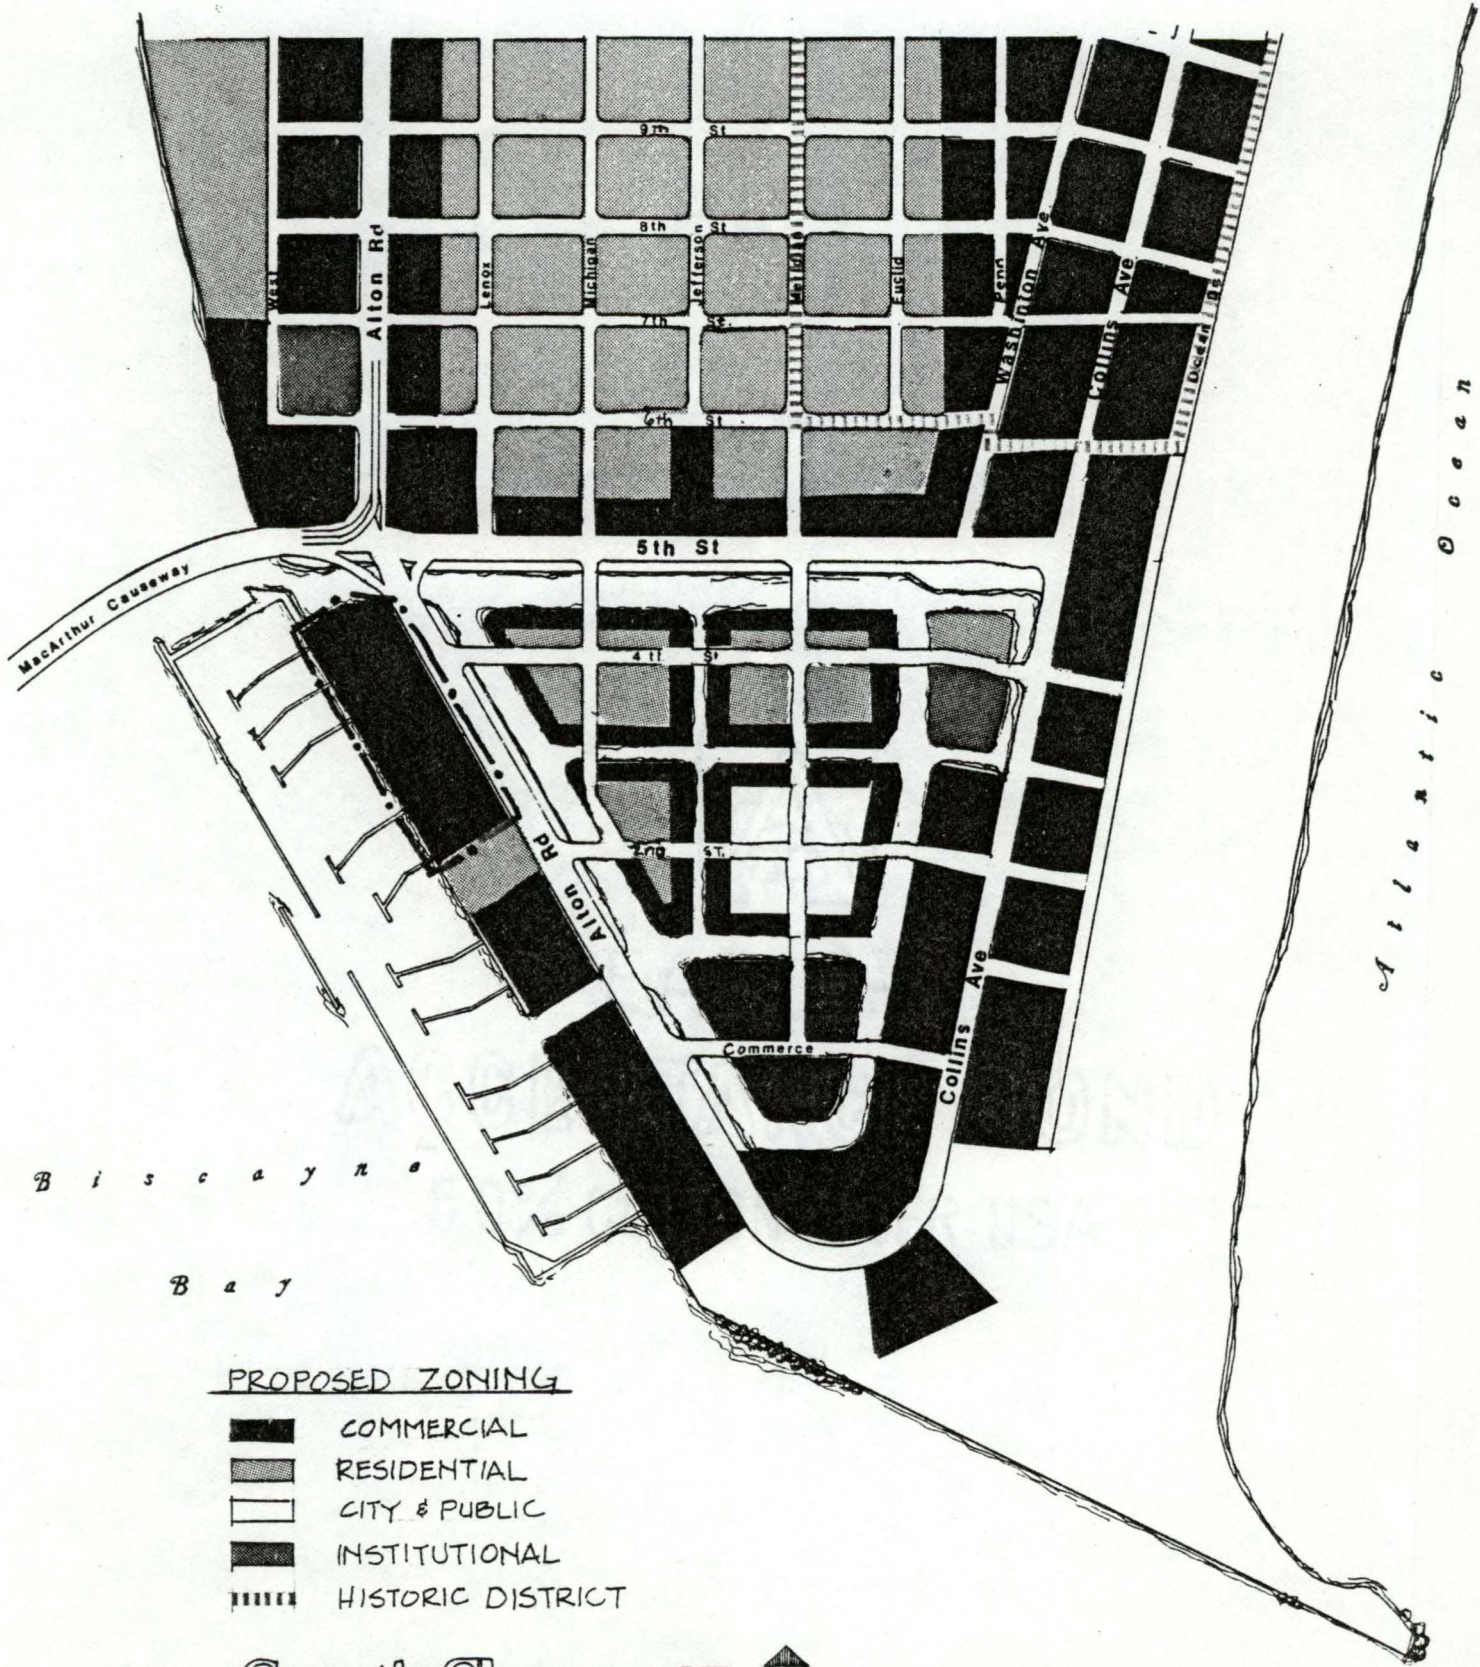 9th St
8th St
7th St.
6th St
West
Alton Rd
Lenox
Michigan
Jefferson
Meridian
Euclid
Penn
Washinton Ave.
Collins Ave
Ocean Dr
5th St
MacArthur Causeway
4th St
2nd ST.
Alton Rd
Collins Ave
Commerce
Atlantic Ocean
Biscayne
Bay
PROPOSED ZONING
COMMERCIAL
RESIDENTIAL
CITY & PUBLIC
INSTITUTIONAL
HISTORIC DISTRICT